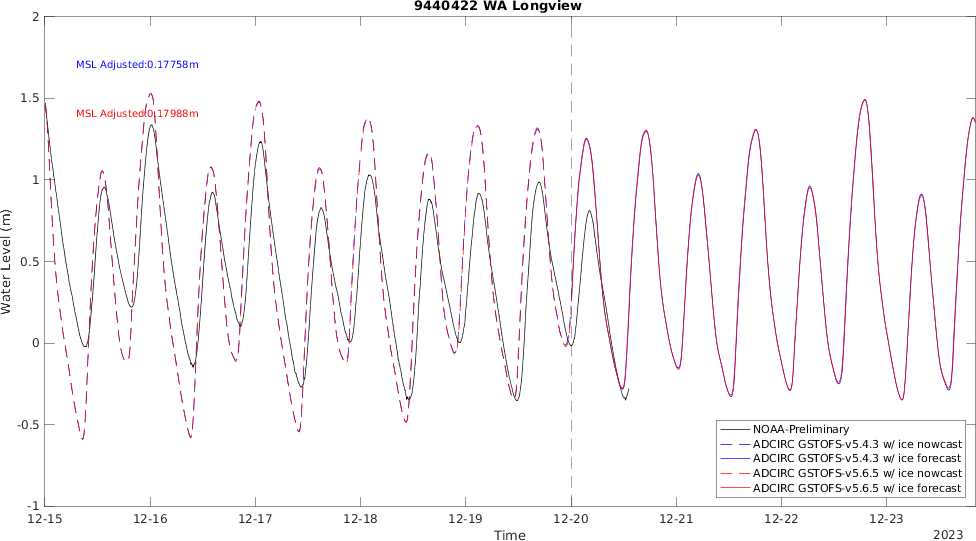 9440422 WA Longview
MSL Adjusted:0.17758m
MSL Adjusted:0.17988m
Water Level (m)
2
1.5
1
0.5
0
-0.5
-1
NOAA-Preliminary
ADCIRC GSTOFS-v5.4.3 w/ ice nowcast
ADCIRC GSTOFS-v5.4.3 w/ ice forecast
ADCIRC GSTOFS-v5.6.5 w/ ice nowcast
ADCIRC GSTOFS-v5.6.5 w/ ice forecast
12-15 12-16 12-17 12-18 12-19 12-20 12-21 12-22 12-23
Time
2023